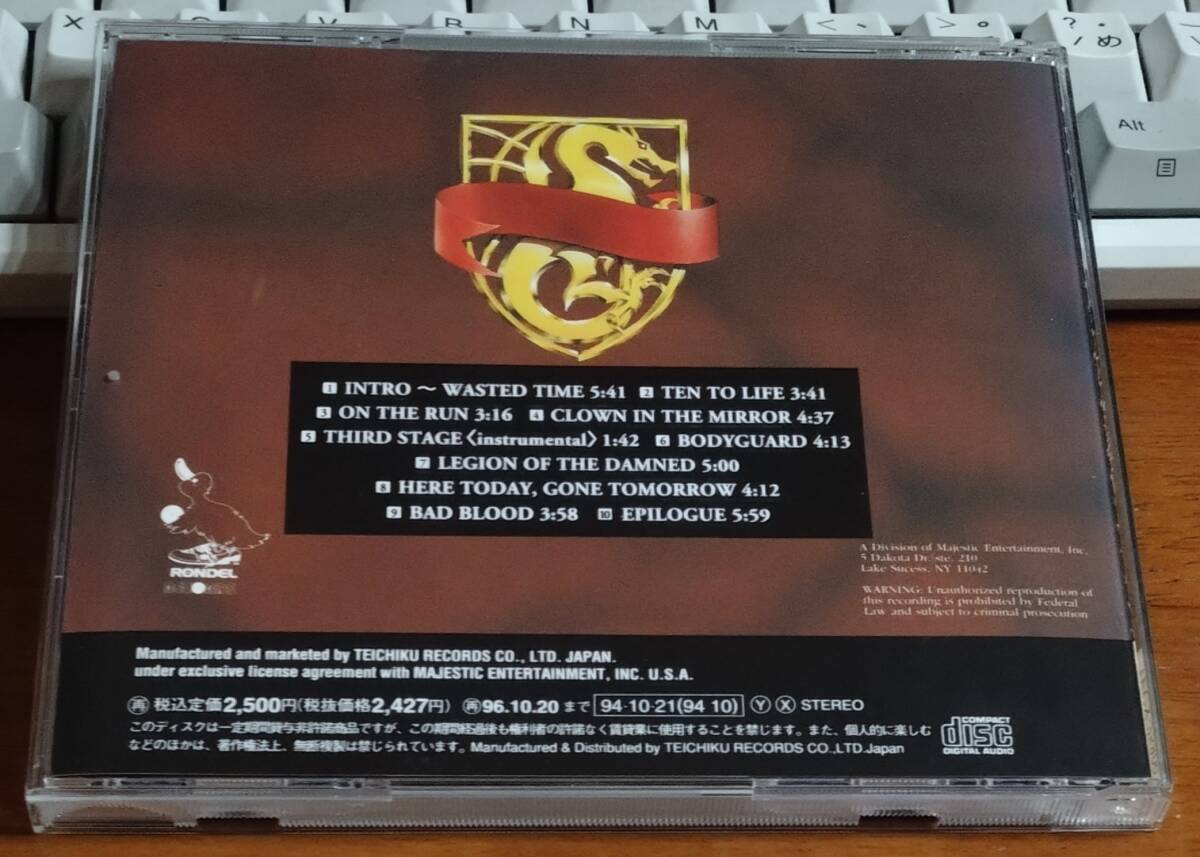 X C V B N M < 、 > 。 ? ・ / め
Alt
1 INTRO ～ WASTED TIME 5:41 2 TEN TO LIFE 3:41
3 ON THE RUN 3:16 4 CLOWN IN THE MIRROR 4:37
5 THIRD STAGE〈instrumental〉1:42 6 BODYGUARD 4:13
7 LEGION OF THE DAMNED 5:00
8 HERE TODAY, GONE TOMORROW 4:12
9 BAD BLOOD 3:58 10 EPILOGUE 5:59
RONDEL
A Division of Majestic Entertainment, Inc.
5 Dakota Dr. ste. 210
Lake Sucess, NY 11042
WARNING: Unauthorized reproduction of
this recording is prohibited by Federal
Law and subject to criminal prosecution
Manufactured and marketed by TEICHIKU RECORDS CO., LTD. JAPAN.
under exclusive license agreement with MAJESTIC ENTERTAINMENT, INC. U.S.A.
再 税込定価2,500円(税抜価格2,427円) 再96.10.20 まで 94·10·21(94 10) Y X STEREO
このディスクは一定期間貸与非許諾商品ですが、この期間経過後も権利者の許諾なく賃貸業に使用することを禁じます。また、個人的に楽しむ
などのほかは、著作権法上、無断複製は禁じられています。Manufactured & Distributed by TEICHIKU RECORDS CO.,LTD.Japan
COMPACT
disc
DIGITAL AUDIO